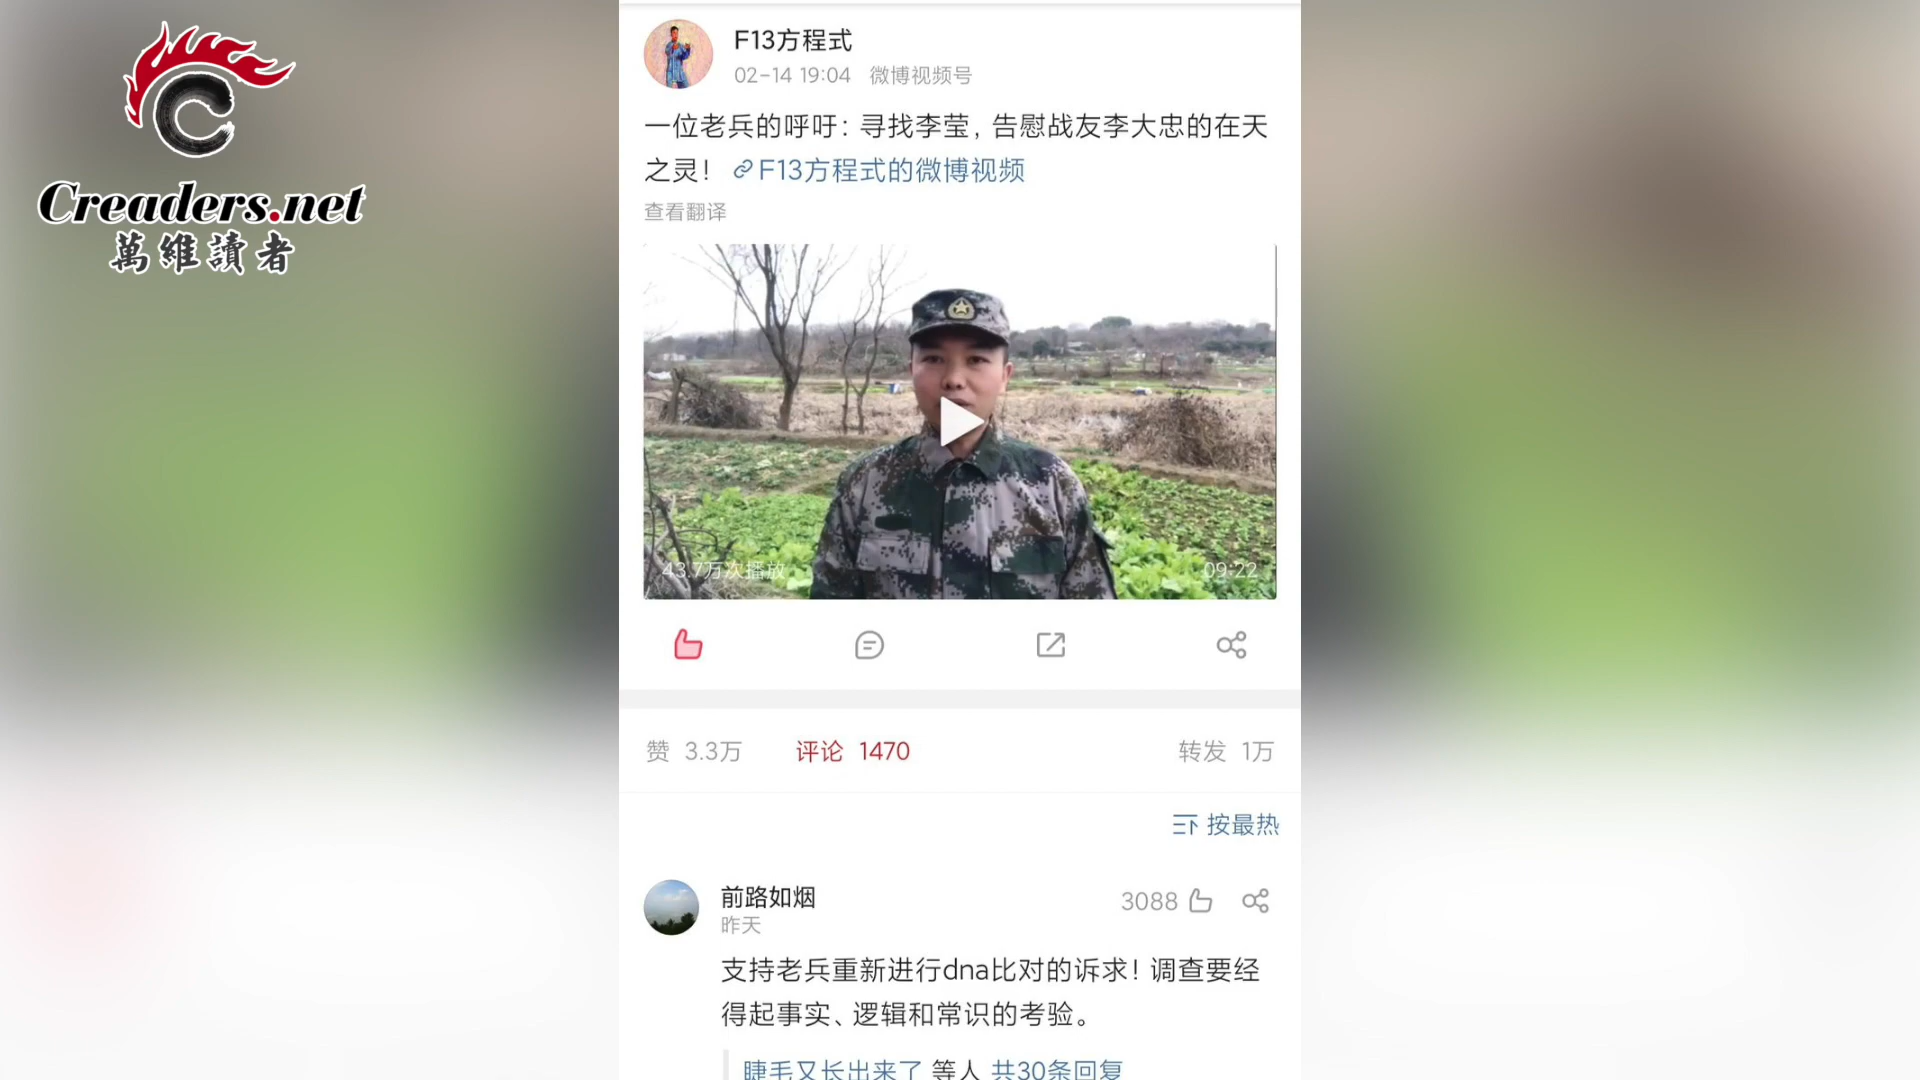 Creaders.net
萬維讀者
F13方程式
02-14 19:04 微博视频号
一位老兵的呼吁：寻找李莹，告慰战友李大忠的在天
之灵！ F13方程式的微博视频
查看翻译
43.7万次播放
09:22
赞 3.3万 评论 1470 转发 1万
按最热
前路如烟
3088
昨天
支持老兵重新进行dna比对的诉求！调查要经
得起事实、逻辑和常识的考验。
睫毛又长出来了 等人 共30条回复